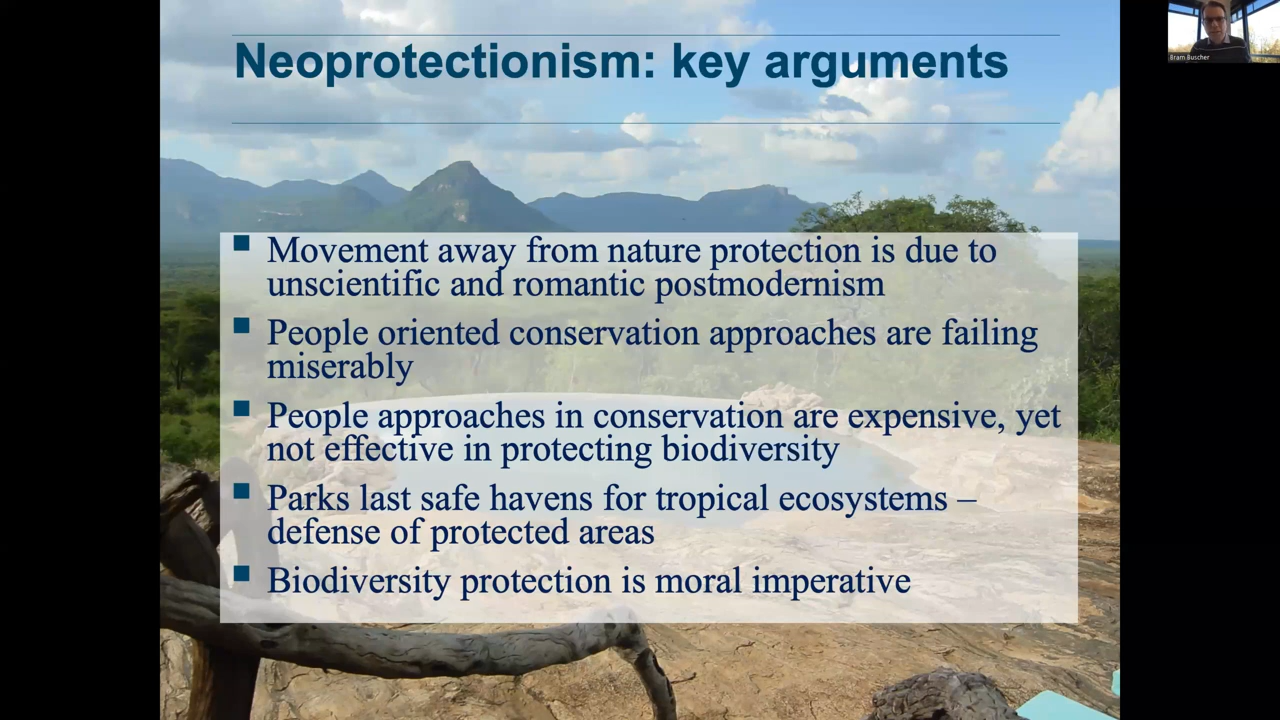 Neoprotectionism: key arguments
Bram Buscher
Movement away from nature protection is due to
unscientific and romantic postmodernism
People oriented conservation approaches are failing
miserably
People approaches in conservation are expensive, yet
not effective in protecting biodiversity
Parks last safe havens for tropical ecosystems –
defense of protected areas
Biodiversity protection is moral imperative